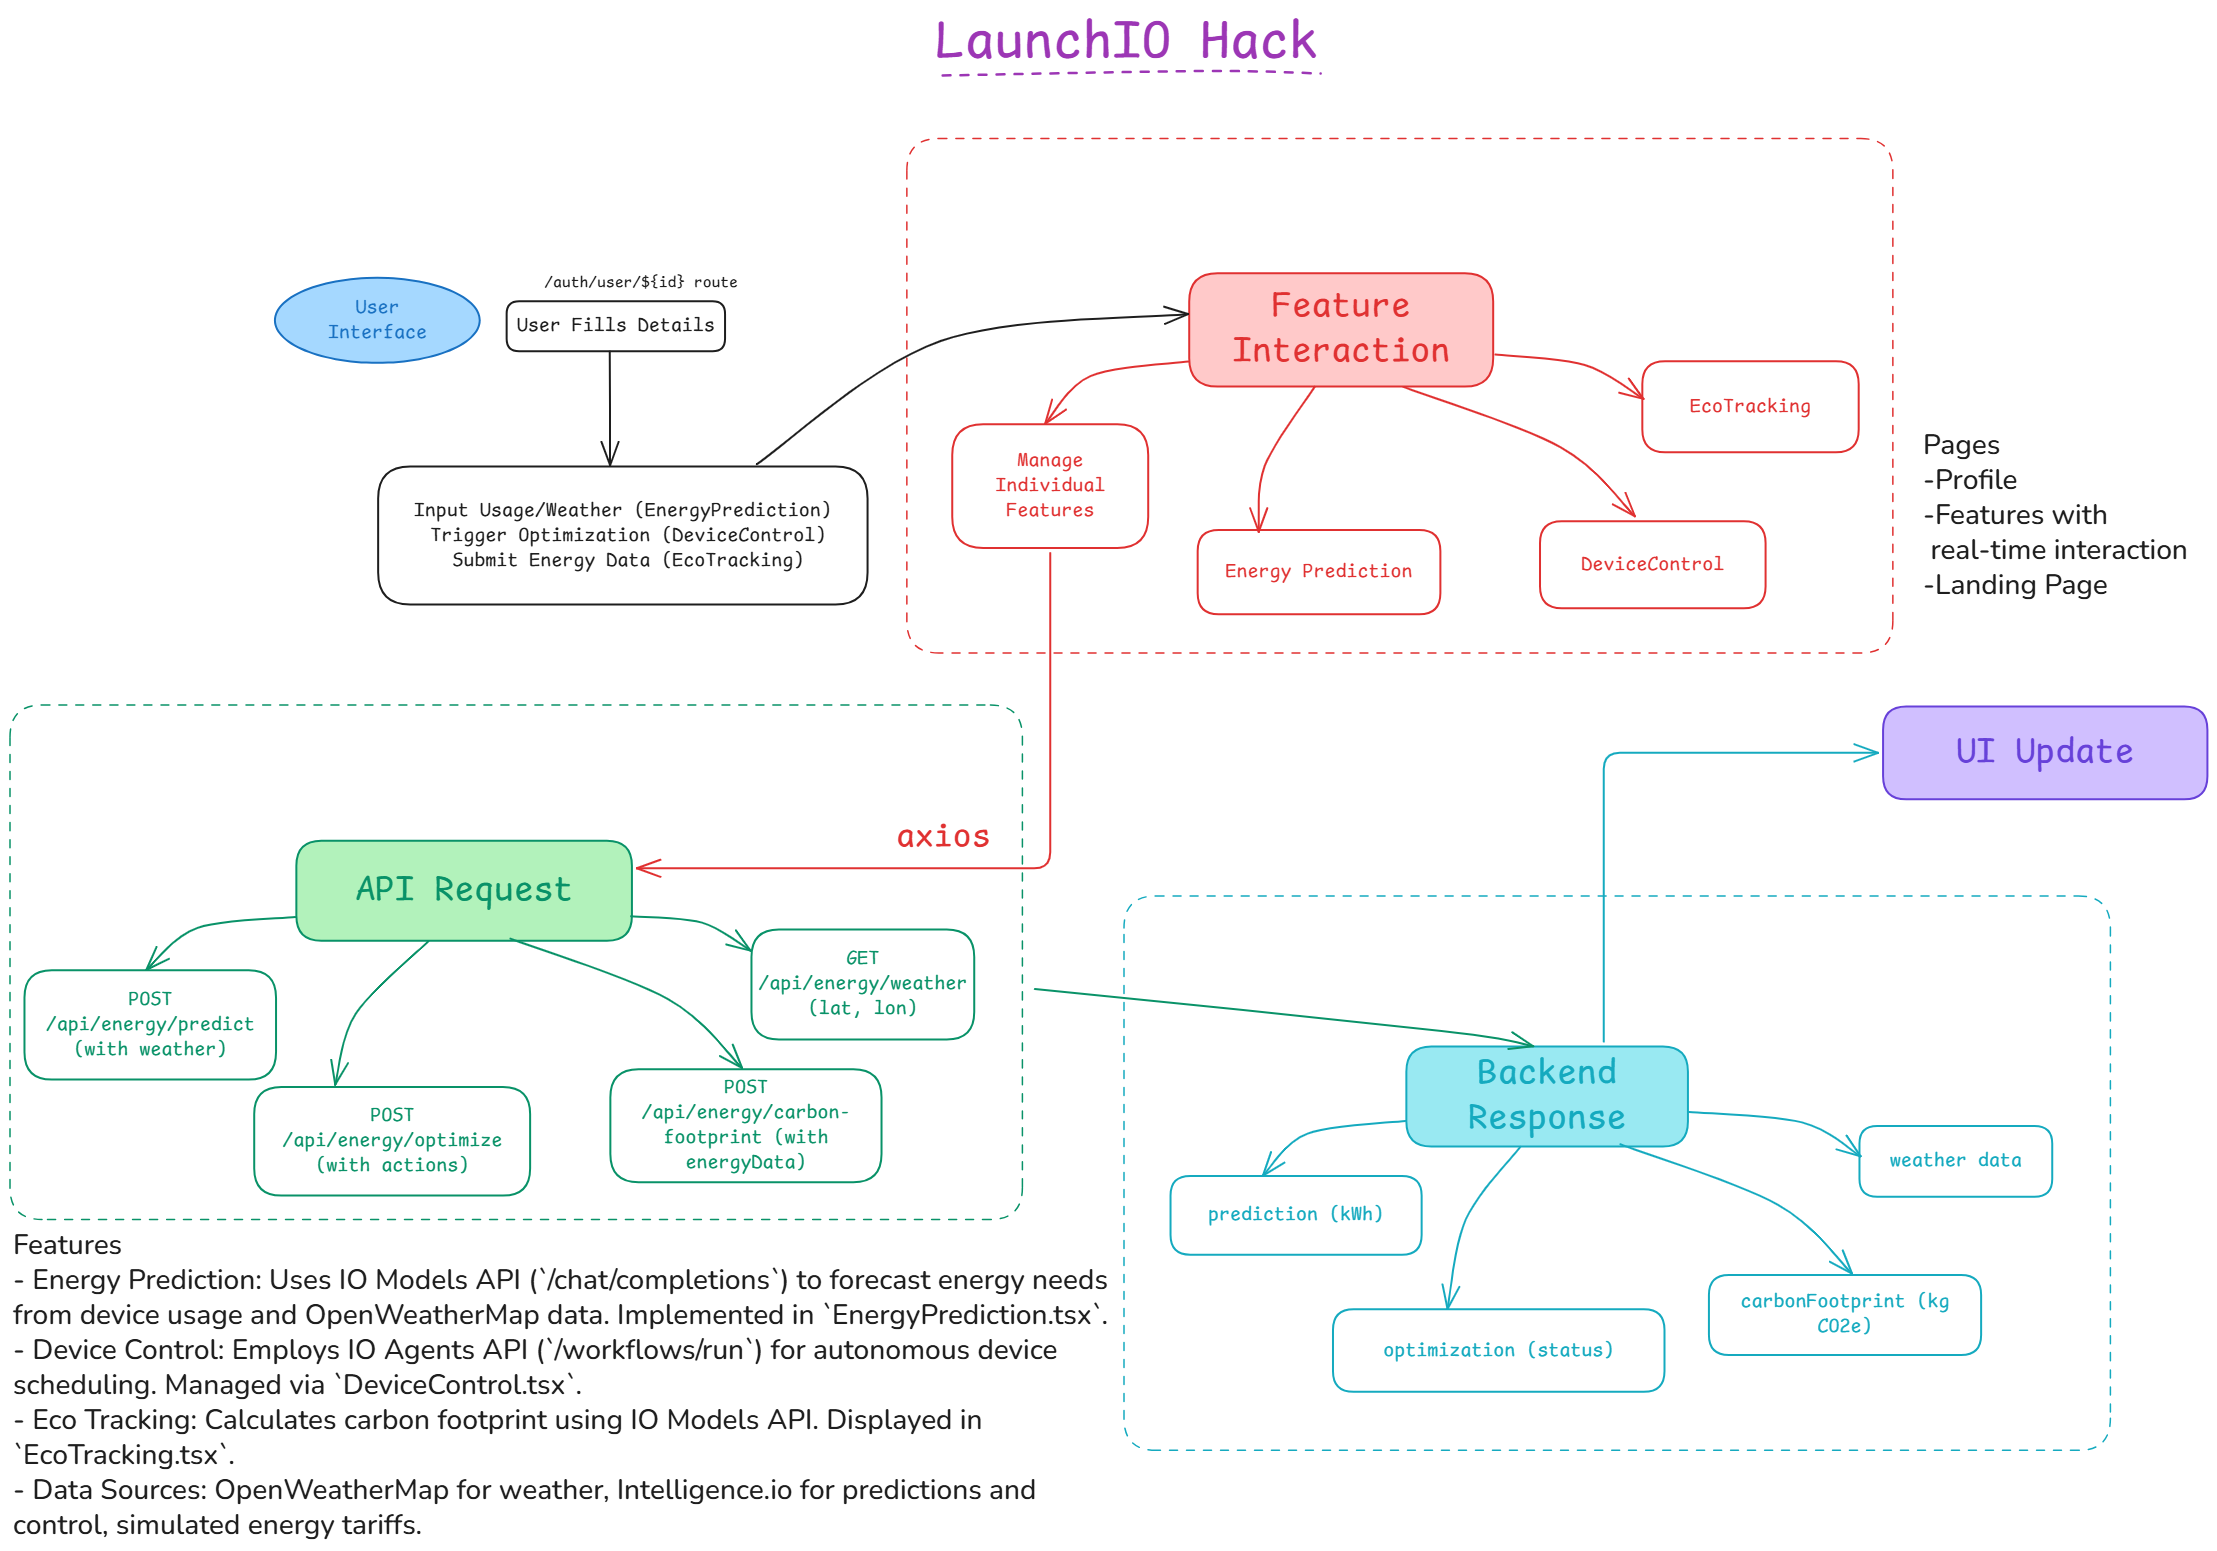 LaunchIO Hack
User
Interface
/auth/user/${id} route
User Fills Details
Input Usage/Weather (EnergyPrediction)
Trigger Optimization (DeviceControl)
Submit Energy Data (EcoTracking)
Feature
Interaction
Manage
Individual
Features
Energy Prediction
DeviceControl
EcoTracking
Pages
-Profile
-Features with
real-time interaction
-Landing Page
axios
API Request
POST
/api/energy/predict
(with weather)
POST
/api/energy/optimize
(with actions)
POST
/api/energy/carbon-
footprint (with
energyData)
GET
/api/energy/weather
(lat, lon)
UI Update
Backend
Response
prediction (kWh)
optimization (status)
carbonFootprint (kg
CO2e)
weather data
Features
- Energy Prediction: Uses IO Models API (`/chat/completions`) to forecast energy needs
from device usage and OpenWeatherMap data. Implemented in `EnergyPrediction.tsx`.
- Device Control: Employs IO Agents API (`/workflows/run`) for autonomous device
scheduling. Managed via `DeviceControl.tsx`.
- Eco Tracking: Calculates carbon footprint using IO Models API. Displayed in
`EcoTracking.tsx`.
- Data Sources: OpenWeatherMap for weather, Intelligence.io for predictions and
control, simulated energy tariffs.